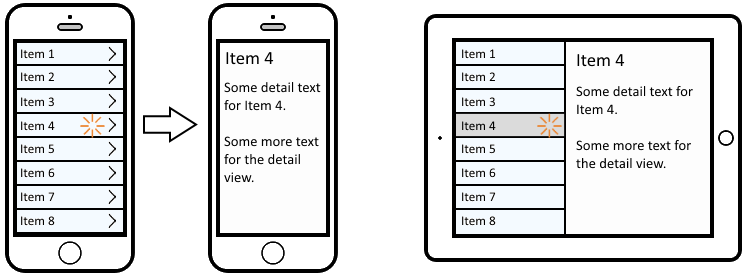 Item 1
Item 2
Item 3
Item 4
Item 5
Item 6
Item 7
Item 8
Item 4
Some detail text
for Item 4.
Some more text
for the detail
view.
Item 1
Item 2
Item 3
Item 4
Item 5
Item 6
Item 7
Item 8
Item 4
Some detail text for
Item 4.
Some more text for
the detail view.